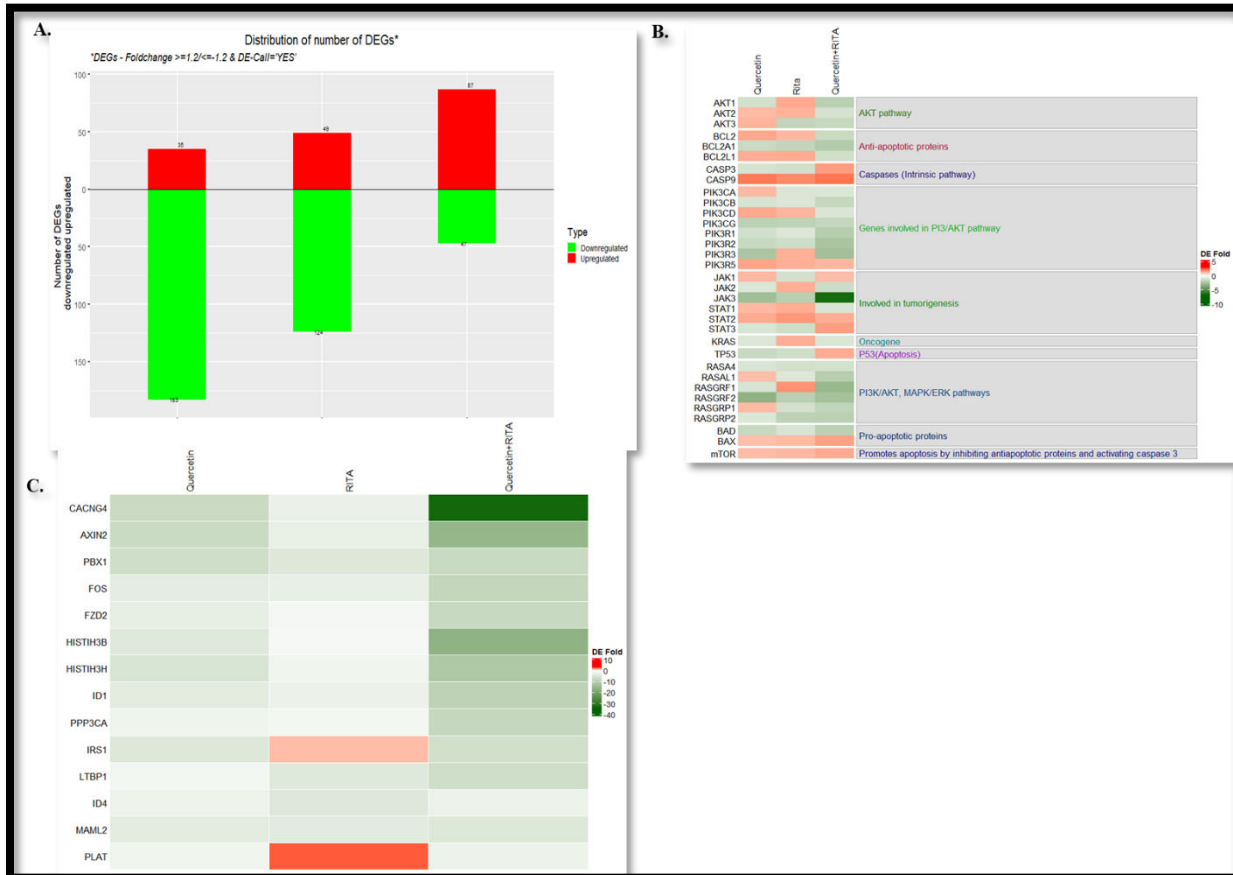 A.
Distribution of number of DEGs*
*DEGs - Foldchange >=1.2/<=-1.2 & DE-Call='YES'
100
50
0
50
100
150
Number of DEGs
downregulated upregulated
87
49
47
124
Type
Downregulated
Upregulated
B.
Quercetin
Rita
Quercetin+RITA
AKT1
AKT2
AKT3
AKT pathway
BCL2
BCL2A1
BCL2L1
Anti-apoptotic proteins
CASP3
CASP9
Caspases (Intrinsic pathway)
PIK3CA
PIK3CB
PIK3CD
PIK3CG
PIK3R1
PIK3R2
PIK3R3
PIK3R5
Genes involved in PI3/AKT pathway
JAK1
JAK2
JAK3
STAT1
STAT2
STAT3
Involved in tumorigenesis
KRAS
Oncogene
TP53
P53(Apoptosis)
RASA4
RASAL1
RASGRF1
RASGRF2
RASGRP1
RASGRP2
PI3K/AKT, MAPK/ERK pathways
BAD
BAX
Pro-apoptotic proteins
mTOR
Promotes apoptosis by inhibiting antiapoptotic proteins and activating caspase 3
DE Fold
5
0
-5
-10
C.
Quercetin
RITA
Quercetin+RITA
CACNG4
AXIN2
PBX1
FOS
FZD2
HISTIH3B
HISTIH3H
ID1
PPP3CA
IRS1
LTBP1
ID4
MAML2
PLAT
DE Fold
10
0
-10
-20
-30
-40